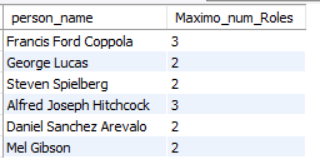 person_name Maximo_num_Roles
Francis Ford Coppola 3
George Lucas 2
Steven Spielberg 2
Alfred Joseph Hitchcock 3
Daniel Sanchez Arevalo 2
Mel Gibson 2